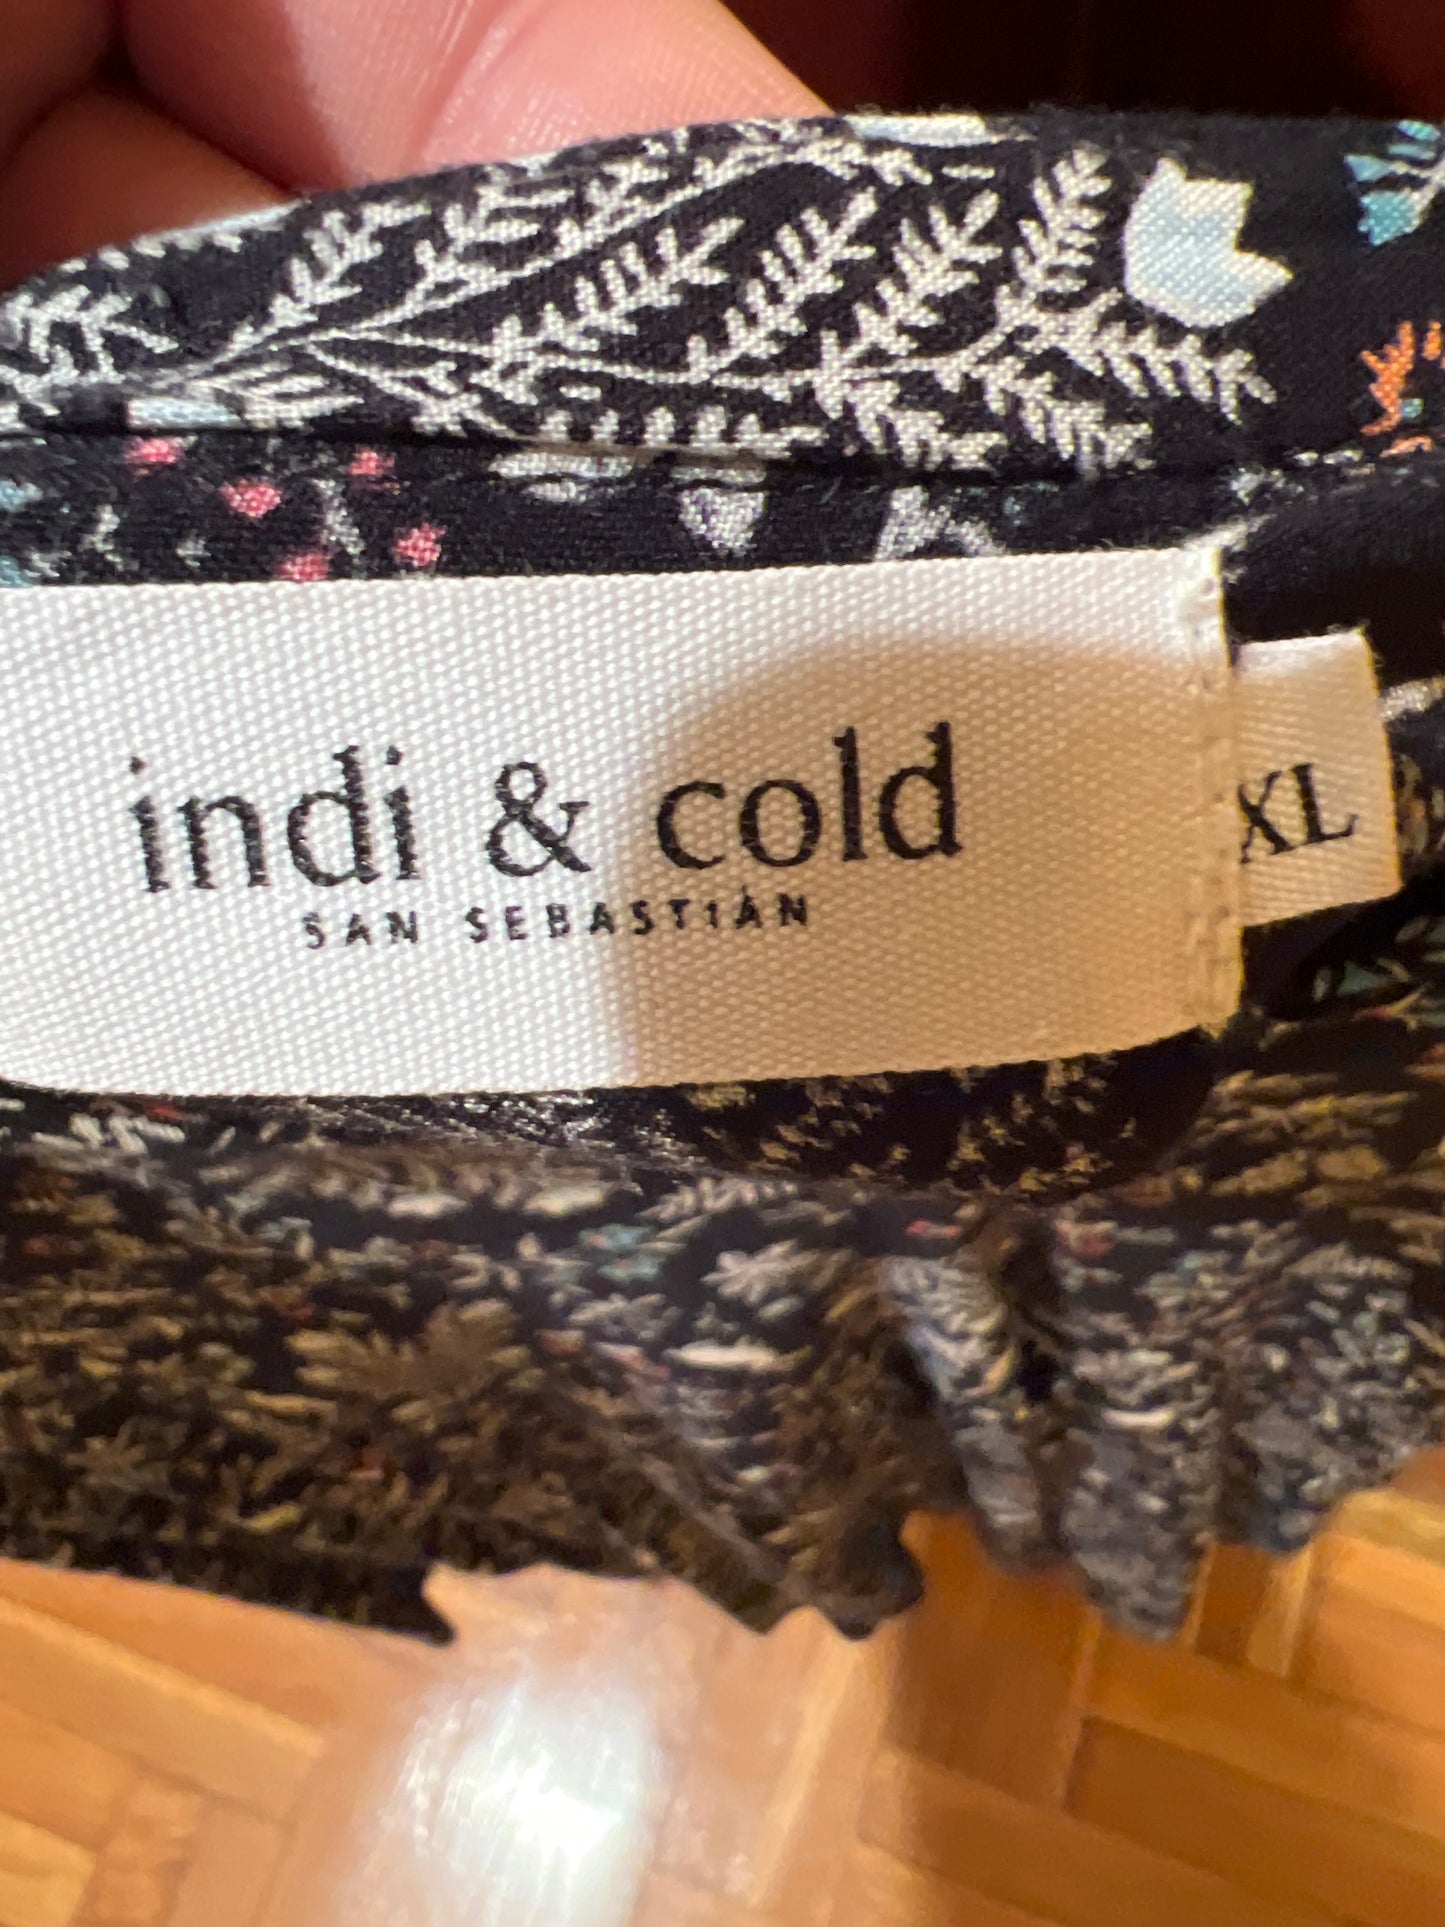 indi & cold
SAN SEBASTIÁN
XL